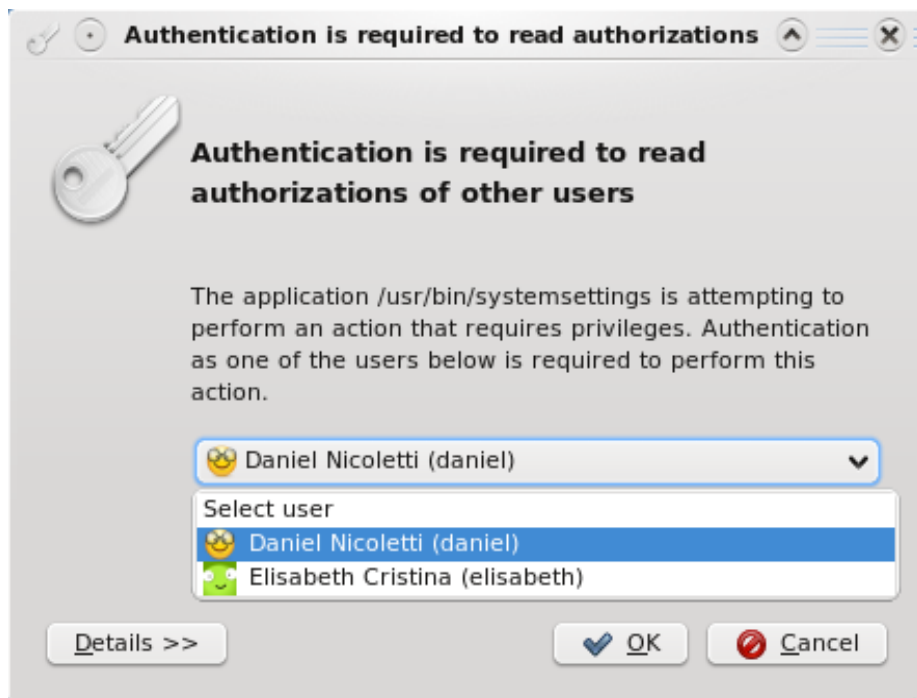 Authentication is required to read authorizations
Authentication is required to read
authorizations of other users
The application /usr/bin/systemsettings is attempting to
perform an action that requires privileges. Authentication
as one of the users below is required to perform this
action.
Daniel Nicoletti (daniel)
Select user
Daniel Nicoletti (daniel)
Elisabeth Cristina (elisabeth)
Details >>
OK
Cancel